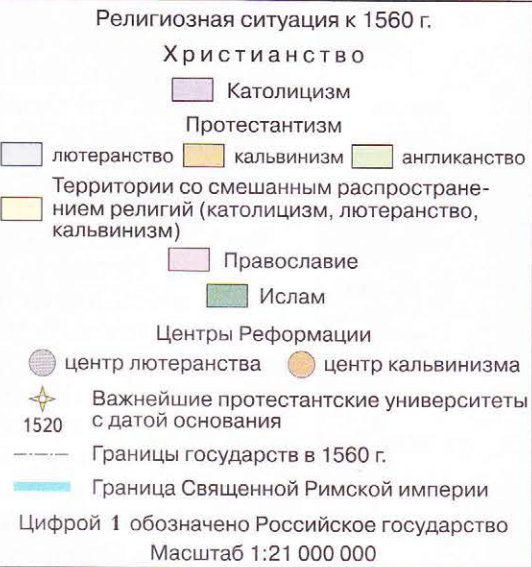 Религиозная ситуация к 1560 г.
Христианство
Католицизм
Протестантизм
лютеранство кальвинизм англиканство
Территории со смешанным распростране-
нием религий (католицизм, лютеранство,
кальвинизм)
Православие
Ислам
Центры Реформации
центр лютеранства центр кальвинизма
Важнейшие протестантские университеты
1520 с датой основания
Границы государств в 1560 г.
Граница Священной Римской империи
Цифрой 1 обозначено Российское государство
Масштаб 1:21 000 000